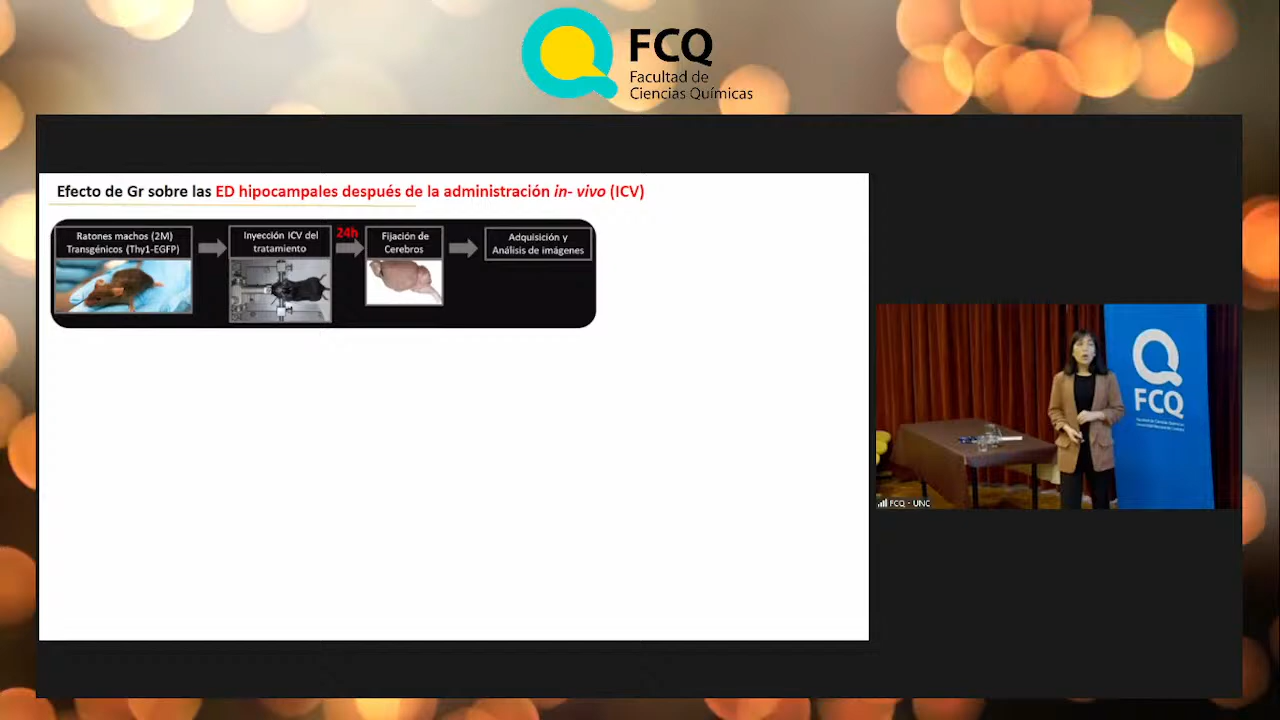 FCQ
Facultad de
Ciencias Químicas
Efecto de Gr sobre las ED hipocampales después de la administración in- vivo (ICV)
Ratones machos (2M)
Transgénicos (Thy1-EGFP)
Inyección ICV del
tratamiento
24h
Fijación de
Cerebros
Adquisición y
Análisis de imágenes
FCQ
FCQ - UNC